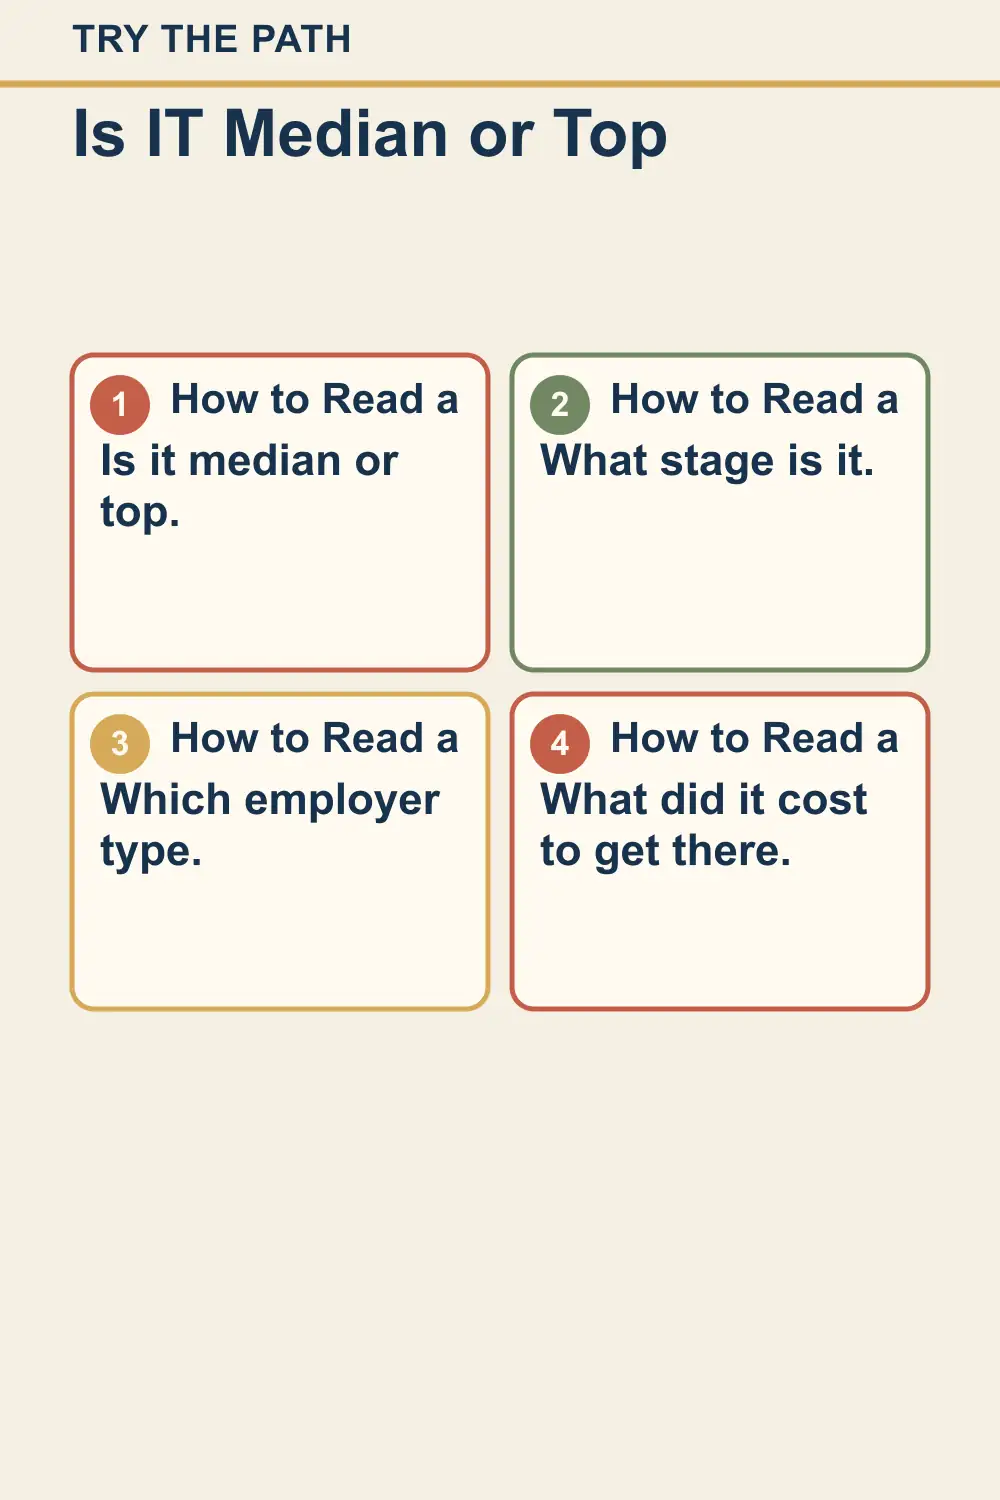 TRY THE PATH
Is IT Median or Top
1 How to Read a
Is it median or
top.
2 How to Read a
What stage is it.
3 How to Read a
Which employer
type.
4 How to Read a
What did it cost
to get there.